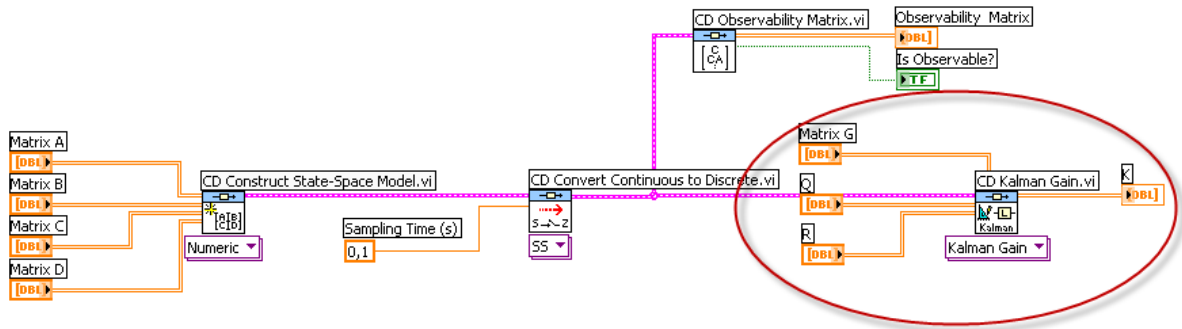 CD Observability Matrix.vi
Observability Matrix
[DBL]
C
CA
Is Observable?
TF
Matrix A
[DBL]
Matrix B
[DBL]
Matrix C
[DBL]
Matrix D
[DBL]
CD Construct State-Space Model.vi
[A|B]
[C|D]
Numeric
Sampling Time (s)
0,1
CD Convert Continuous to Discrete.vi
S Z
SS
Matrix G
[DBL]
Q
[DBL]
R
[DBL]
CD Kalman Gain.vi
L
Kalman
Kalman Gain
K
[DBL]